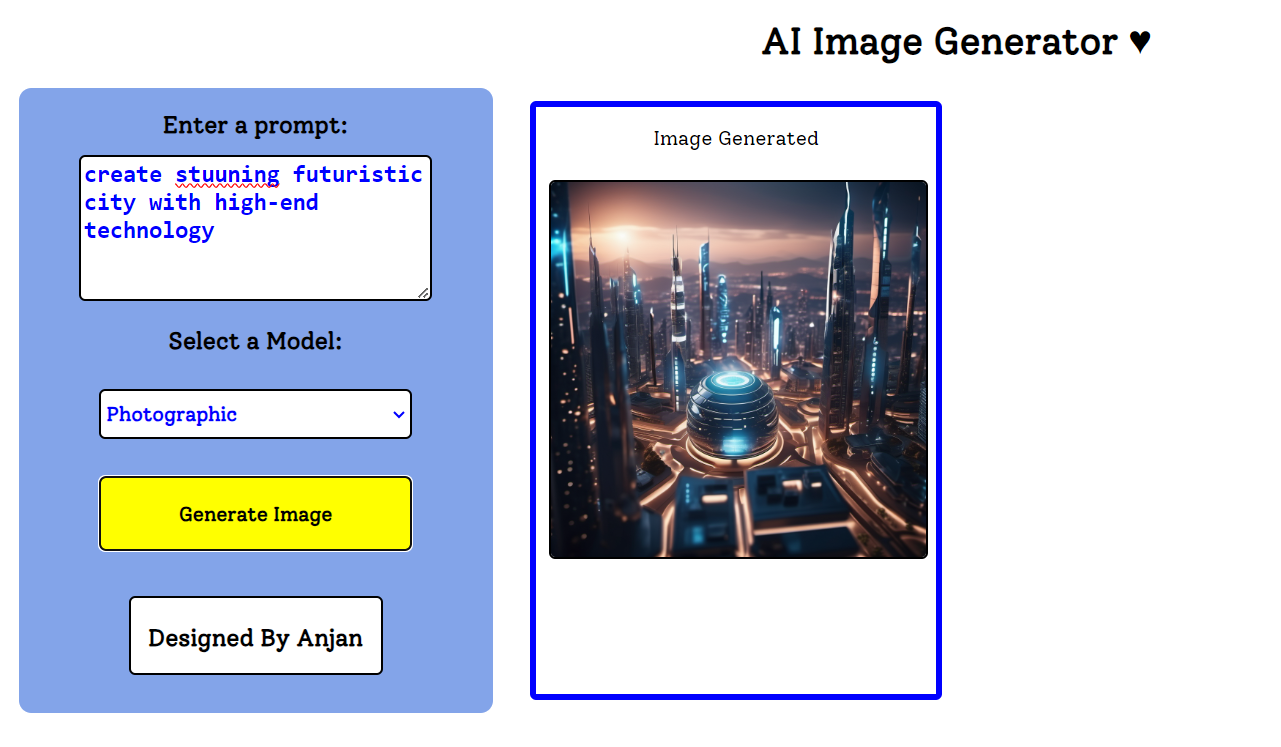 AI Image Generator ♥
Enter a prompt:
create stuuning futuristic
city with high-end
technology
Select a Model:
Photographic
Generate Image
Designed By Anjan
Image Generated